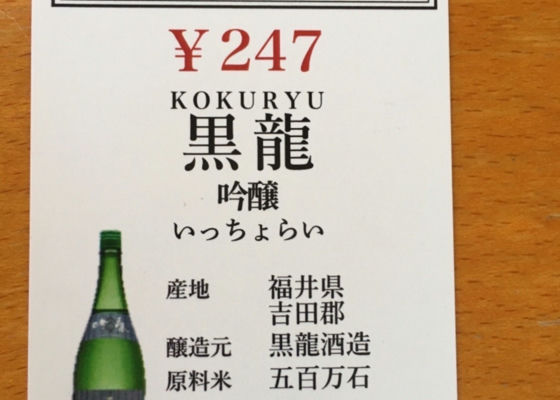 ¥247
KOKURYU
黒龍
吟醸
いっちょらい
産地 福井県
吉田郡
醸造元 黒龍酒造
原料米 五百万石